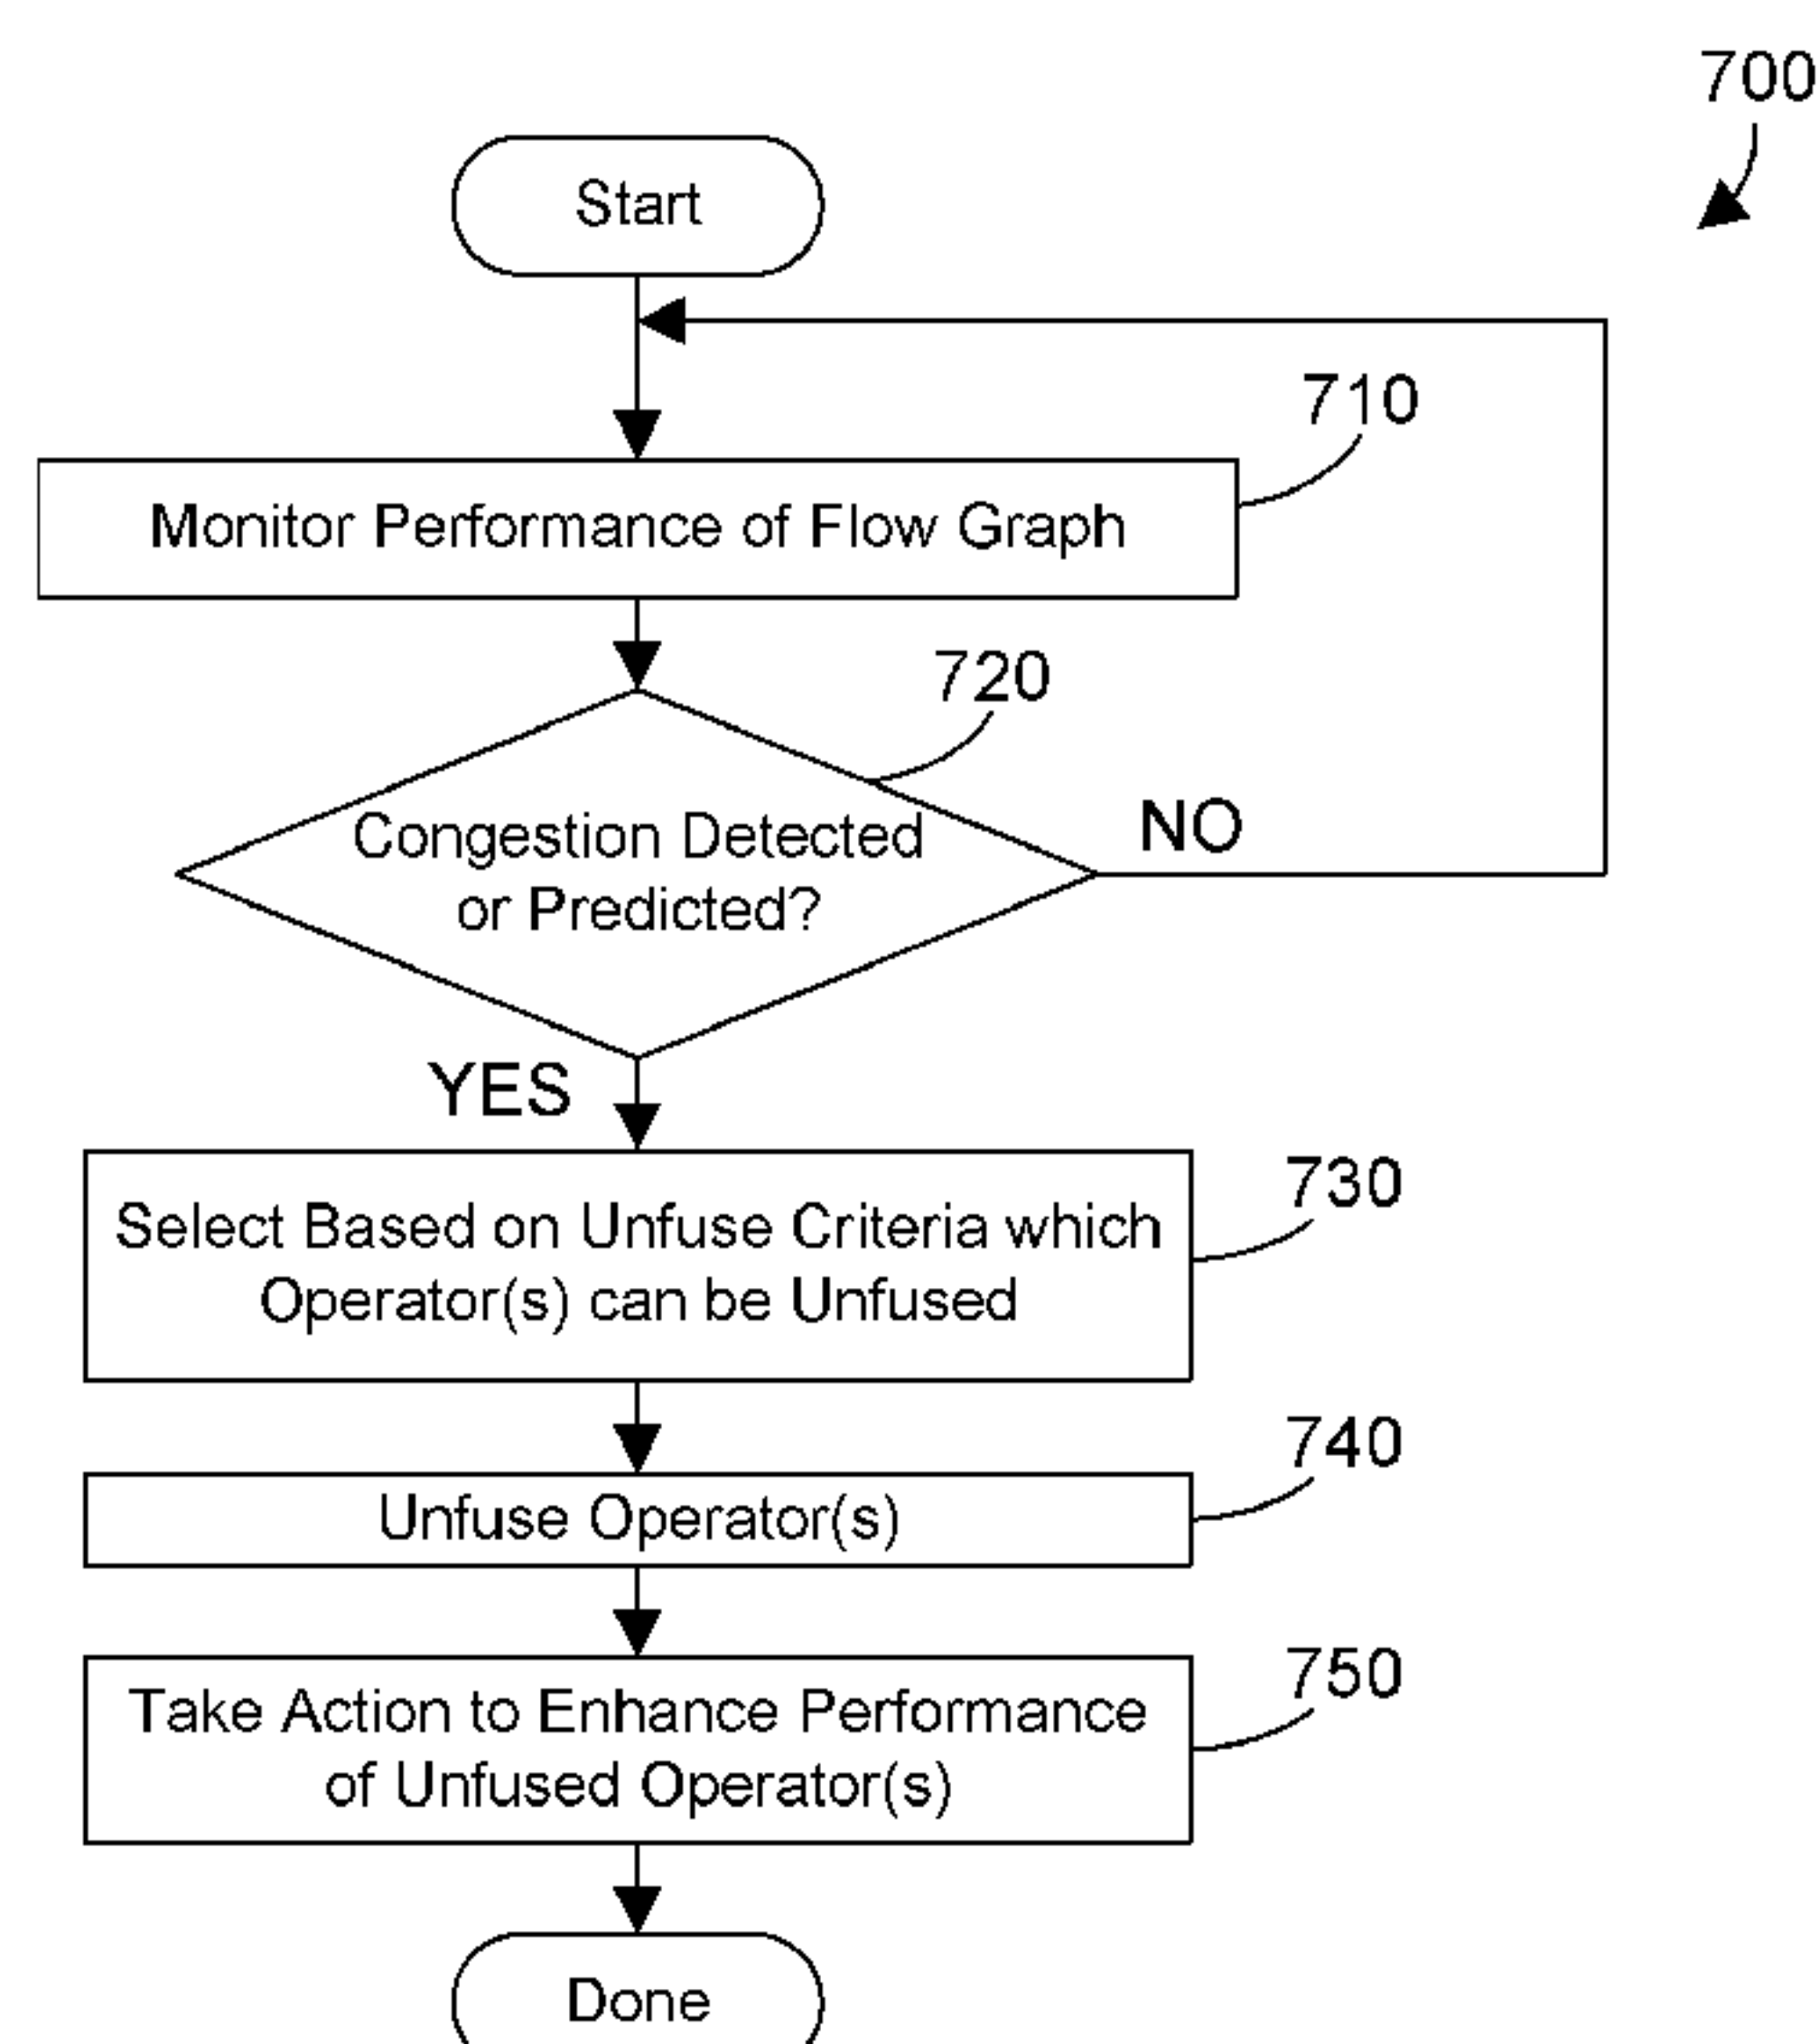 700
Start
710
Monitor Performance of Flow Graph
720
Congestion Detected
or Predicted?
NO
YES
730
Select Based on Unfuse Criteria which
Operator(s) can be Unfused
740
Unfuse Operator(s)
750
Take Action to Enhance Performance
of Unfused Operator(s)
Done